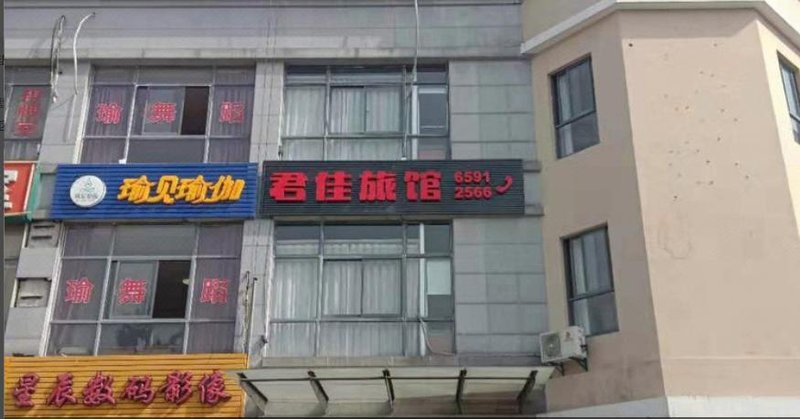 瑜 舞 蹈
瑜贝瑜伽
君佳旅馆
6591
2566
瑜 舞 蹈
星辰数码影像